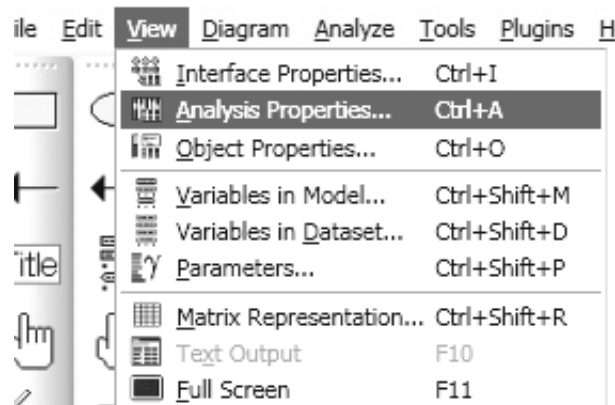 ile Edit View Diagram Analyze Tools Plugins H
Interface Properties... Ctrl+I
Analysis Properties... Ctrl+A
Object Properties... Ctrl+O
Variables in Model... Ctrl+Shift+M
Variables in Dataset... Ctrl+Shift+D
Title
Parameters... Ctrl+Shift+P
Matrix Representation... Ctrl+Shift+R
Text Output F10
Full Screen F11